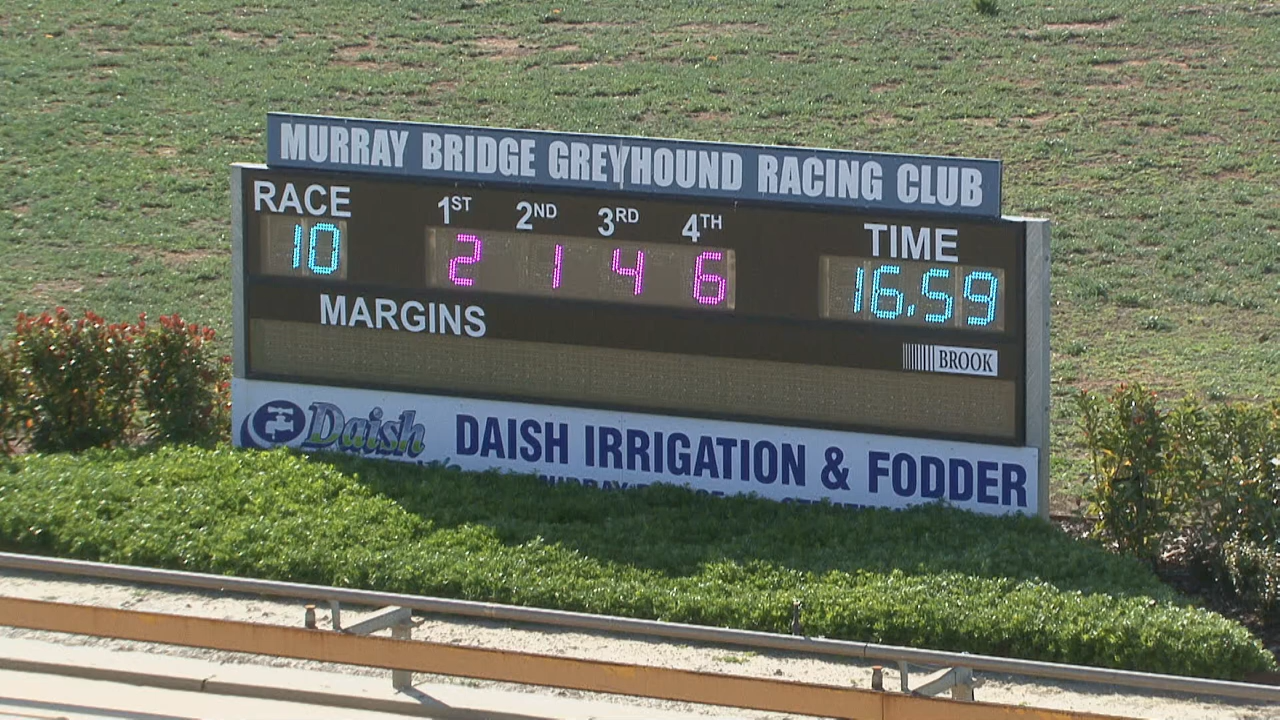 MURRAY BRIDGE GREYHOUND RACING CLUB
RACE 1ST 2ND 3RD 4TH TIME
10 2 1 4 6 16.59
MARGINS
BROOK
Daish DAISH IRRIGATION & FODDER